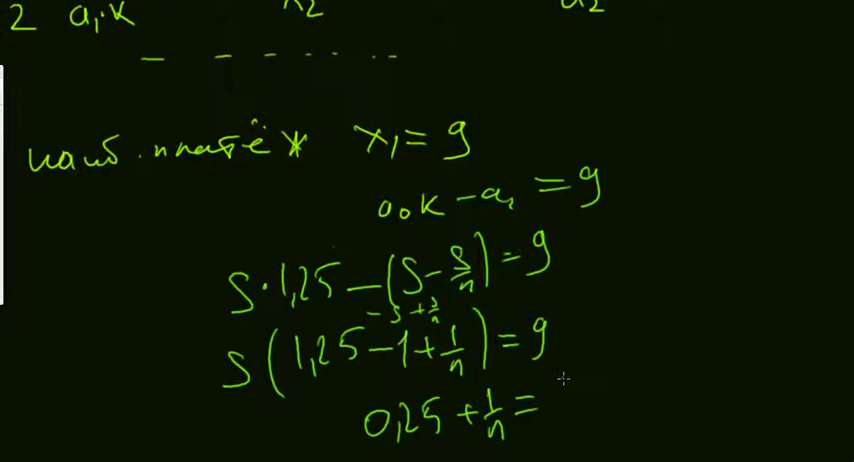 2 a₁·k x₂ a₂
— – – – · – ··
наиб. платёж x₁ = 9
a₀k – a₁ = 9
S·1,25 – (S – S/n) = 9
– S + S/n
S(1,25 – 1 + 1/n) = 9
0,25 + 1/n =